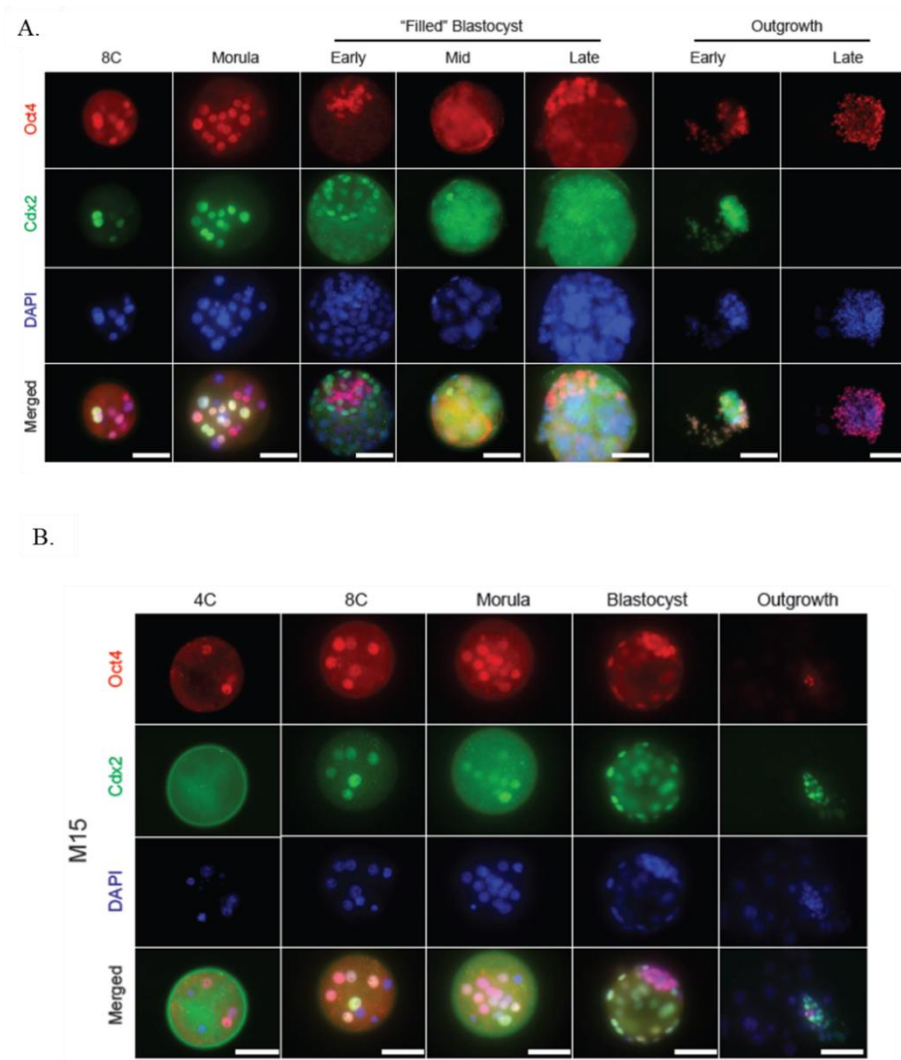 A.
"Filled" Blastocyst Outgrowth
8C Morula Early Mid Late Early Late
Oct4
Cdx2
DAPI
Merged
B.
4C 8C Morula Blastocyst Outgrowth
M15
Oct4
Cdx2
DAPI
Merged